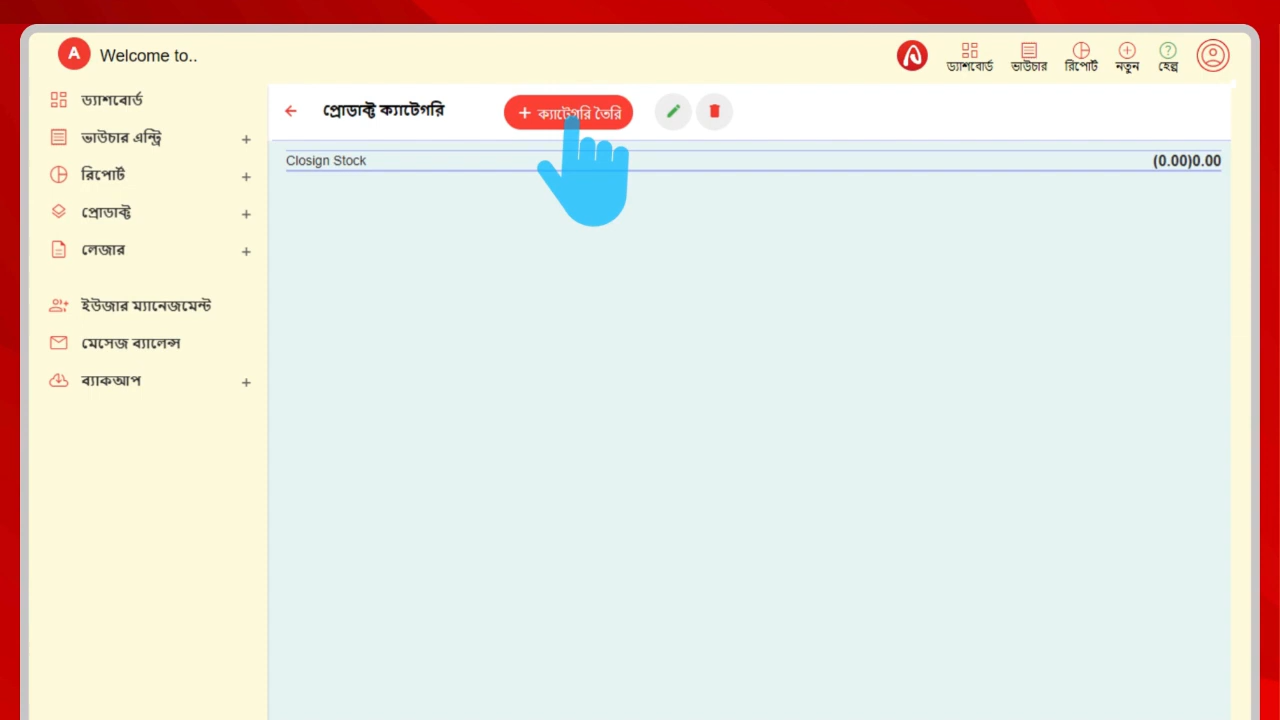 A Welcome to..
ড্যাশবোর্ড
ভাউচার
রিপোর্ট
নতুন
হেল্প
ড্যাশবোর্ড
ভাউচার এন্ট্রি +
রিপোর্ট +
প্রোডাক্ট +
লেজার +
ইউজার ম্যানেজমেন্ট
মেসেজ ব্যালেন্স
ব্যাকআপ +
← প্রোডাক্ট ক্যাটেগরি
+ ক্যাটেগরি তৈরি
Closign Stock (0.00)0.00